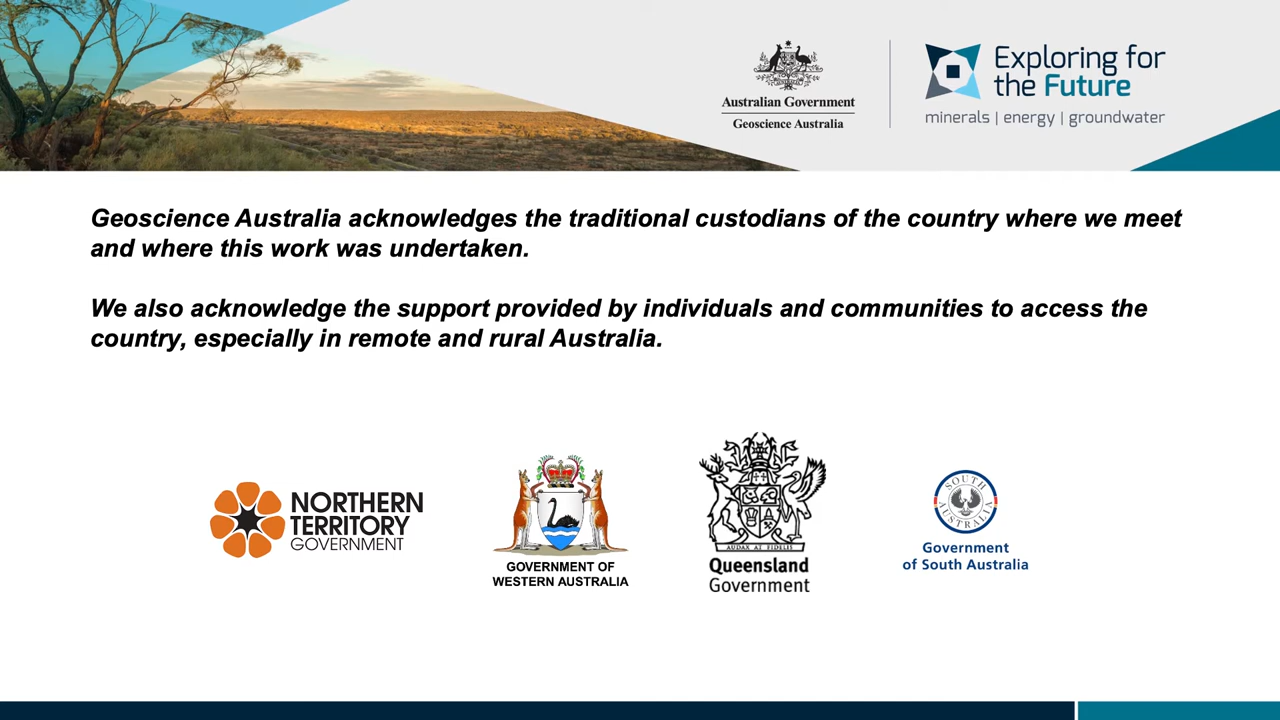 Australian Government
Geoscience Australia
Exploring for
the Future
minerals | energy | groundwater
Geoscience Australia acknowledges the traditional custodians of the country where we meet
and where this work was undertaken.
We also acknowledge the support provided by individuals and communities to access the
country, especially in remote and rural Australia.
NORTHERN
TERRITORY
GOVERNMENT
GOVERNMENT OF
WESTERN AUSTRALIA
AUDAX AT FIDELIS
Queensland
Government
SOUTH
AUSTRALIA
Government
of South Australia